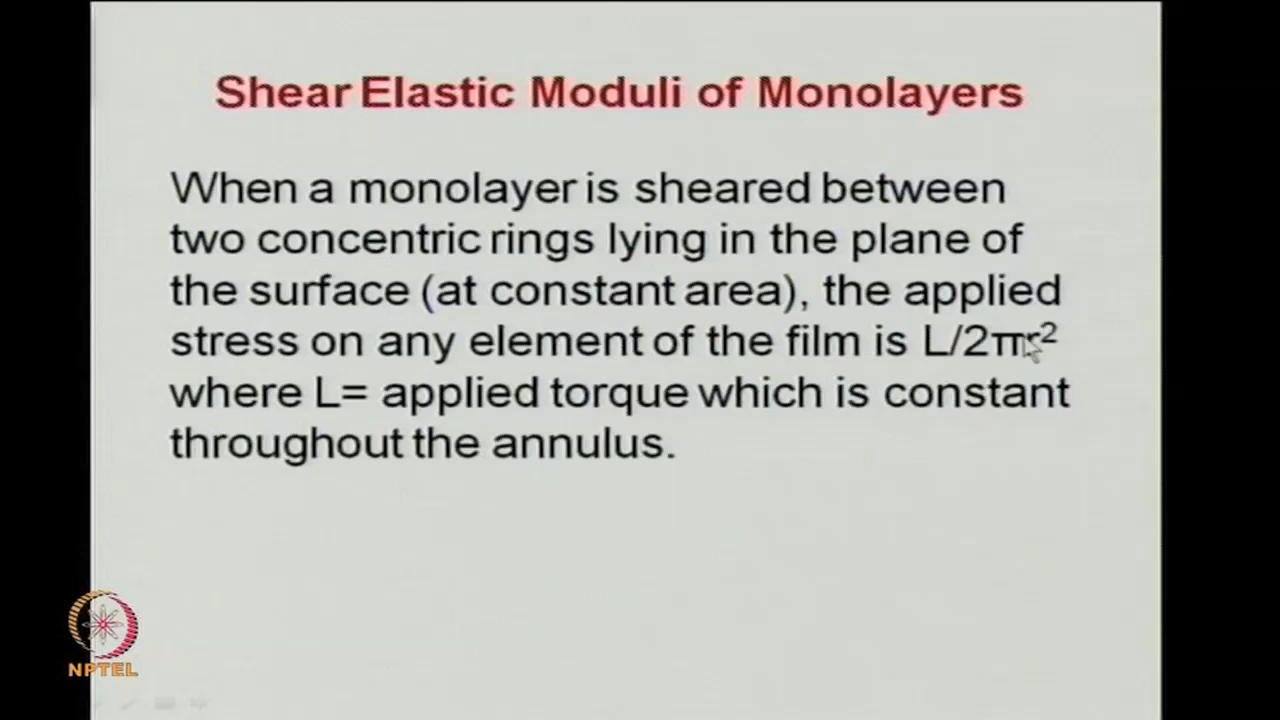 Shear Elastic Moduli of Monolayers
When a monolayer is sheared between
two concentric rings lying in the plane of
the surface (at constant area), the applied
stress on any element of the film is L/2πr²
where L= applied torque which is constant
throughout the annulus.
NPTEL